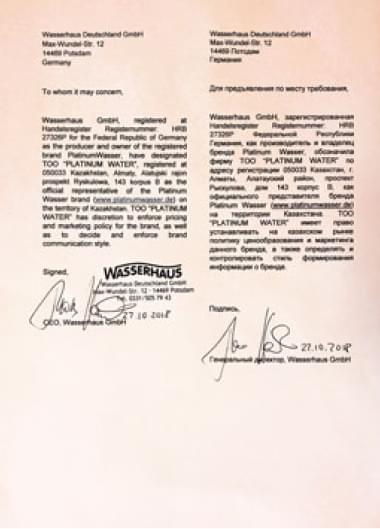 Wasserhaus Deutschland GmbH
Max-Wundel-Str. 12
14469 Potsdam
Germany
To whom it may concern,
Wasserhaus GmbH, registered at
Handelsregister Registernummer: HRB
27326P for the Federal Republic of Germany
as the producer and owner of the registered
brand PlatinumWasser, have designated
TOO "PLATINUM WATER", registered at
050033 Kazakhstan, Almaty, Alatujski rajon
prospekt Ryskulowa, 143 korpus B as the
official representative of the Platinum
Wasser brand (www.platinumwasser.de) on
the territory of Kazakhstan. TOO "PLATINUM
WATER" has discretion to enforce pricing
and marketing policy for the brand, as well
as to decide and enforce brand
communication style.
Signed,
WASSERHAUS
Wasserhaus Deutschland GmbH
Max-Wundel-Str. 12 - 14469 Potsdam
Tel. 0331/505 79 43
27.10.2018
CEO, Wasserhaus GmbH
Wasserhaus Deutschland GmbH
Max-Wundel-Str. 12
14469 Потсдам
Германия
Для предъявления по месту требования,
Wasserhaus GmbH, зарегистрированная
Handelsregister Registernummer: HRB
27326P Федеральной Республики
Германия, как производитель и владелец
бренда Platinum Wasser, обозначила
фирму ТОО "PLATINUM WATER" по
адресу регистрации 050033 Казахстан, г.
Алматы, Алатауский район, проспект
Рыскулова, дом 143 корпус В, как
официального представителя бренда
Platinum Wasser (www.platinumwasser.de)
на территории Казахстана. ТОО
"PLATINUM WATER" имеет право
устанавливать на казахском рынке
политику ценообразования и маркетинга
данного бренда, а также определять и
контролировать стиль формирования
информации о бренде.
Подпись,
27.10.2018
Генеральный директор, Wasserhaus GmbH